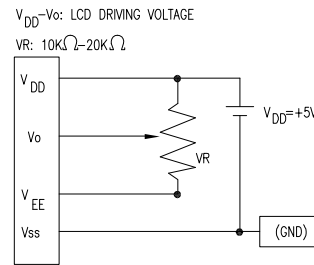 VDD-Vo: LCD DRIVING VOLTAGE
VR: 10KΩ-20KΩ
VDD
Vo
VDD=+5V
VR
VEE
Vss
(GND)